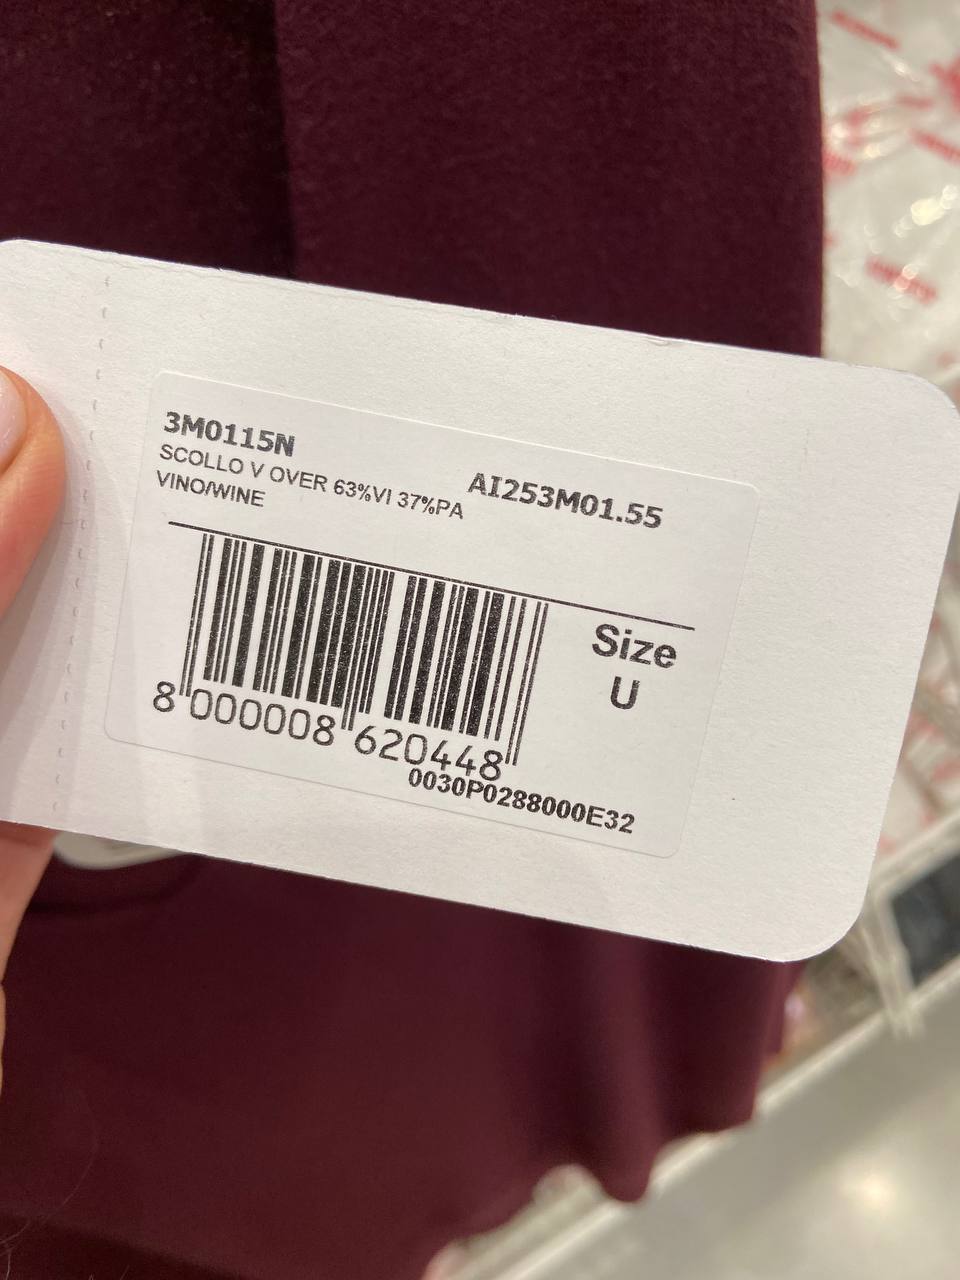 3M0115N
SCOLLO V OVER 63%VI 37%PA
AI253M01.55
VINO/WINE
Size
U
8 000008 620448
0030P0288000E32